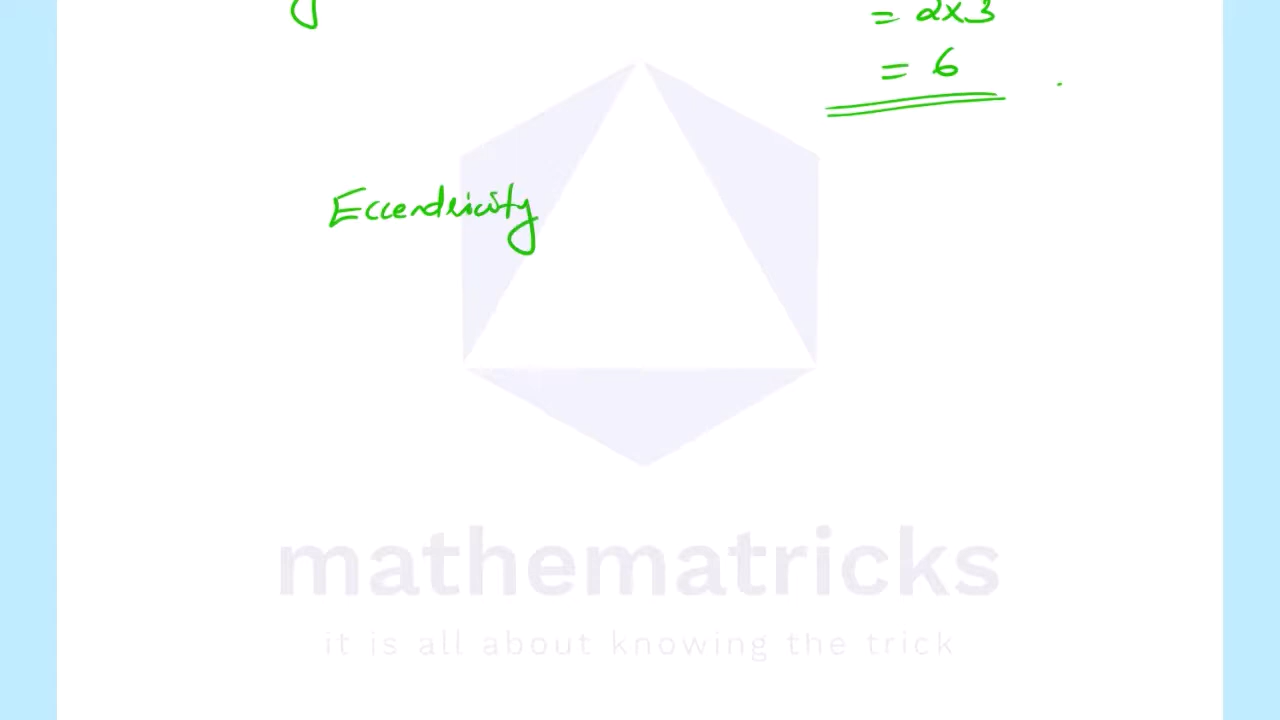 y
= 2x3
= 6
Eccentricity
mathematricks
it is all about knowing the trick